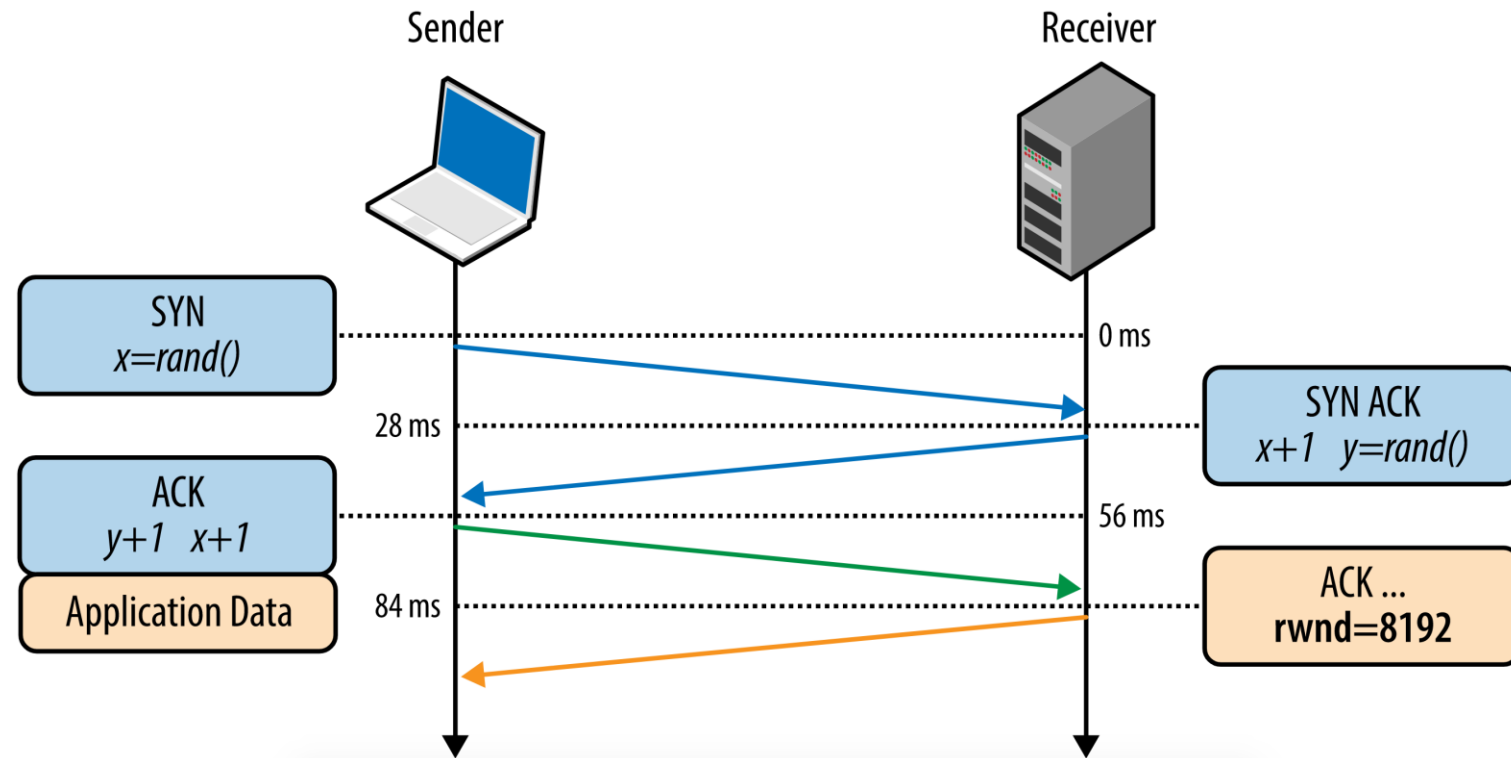 Sender
Receiver
SYN
x=rand()
0 ms
28 ms
SYN ACK
x+1 y=rand()
ACK
y+1 x+1
56 ms
Application Data
84 ms
ACK ...
rwnd=8192